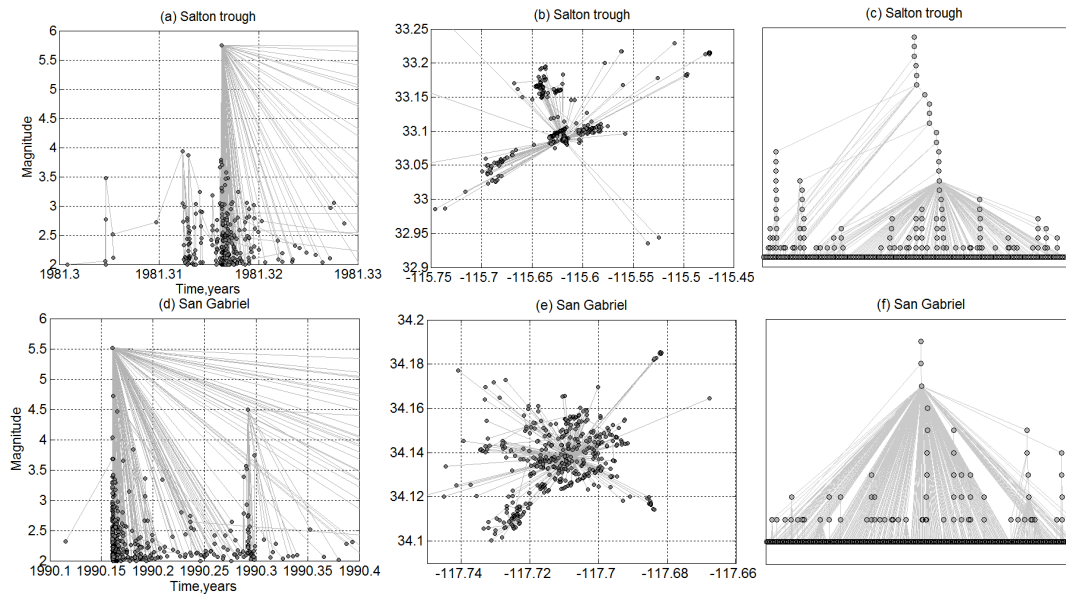 (a) Salton trough
(b) Salton trough
(c) Salton trough
6
5.5
5
4.5
4
3.5
3
2.5
2
Magnitude
1981.3 1981.31 1981.32 1981.33
Time,years
33.25
33.2
33.15
33.1
33.05
33
32.95
32.9
-115.75 -115.7 -115.65 -115.6 -115.55 -115.5 -115.45
(d) San Gabriel
(e) San Gabriel
(f) San Gabriel
6
5.5
5
4.5
4
3.5
3
2.5
2
Magnitude
1990.1 1990.15 1990.2 1990.25 1990.3 1990.35 1990.4
Time,years
34.2
34.18
34.16
34.14
34.12
34.1
-117.74 -117.72 -117.7 -117.68 -117.66